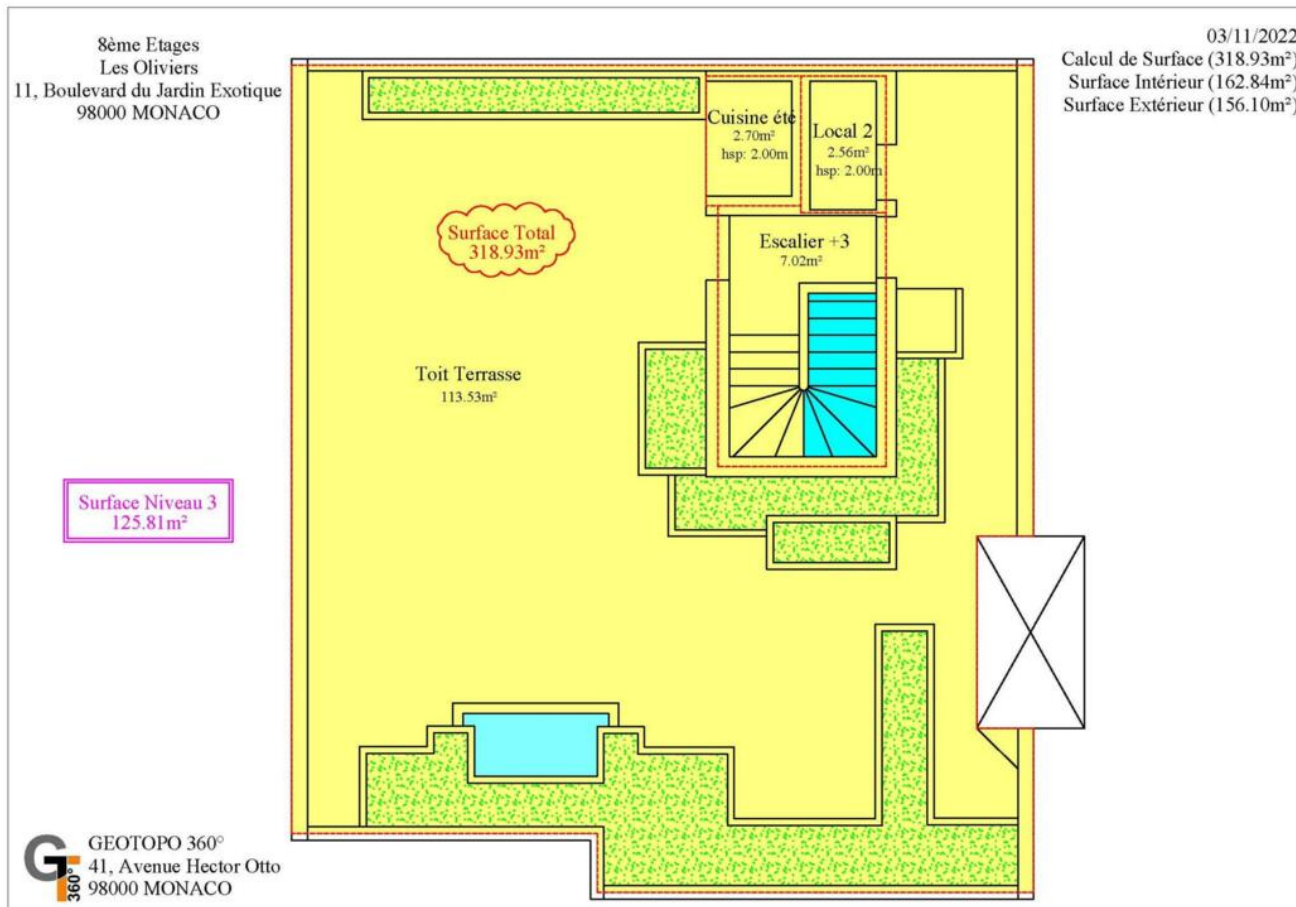 8ème Etages
Les Oliviers
11, Boulevard du Jardin Exotique
98000 MONACO
03/11/2022
Calcul de Surface (318.93m²)
Surface Intérieur (162.84m²)
Surface Extérieur (156.10m²)
Cuisine été
2.70m²
hsp: 2.00m
Local 2
2.56m²
hsp: 2.00m
Surface Total
318.93m²
Escalier +3
7.02m²
Toit Terrasse
113.53m²
Surface Niveau 3
125.81m²
GT
360°
GEOTOPO 360°
41, Avenue Hector Otto
98000 MONACO